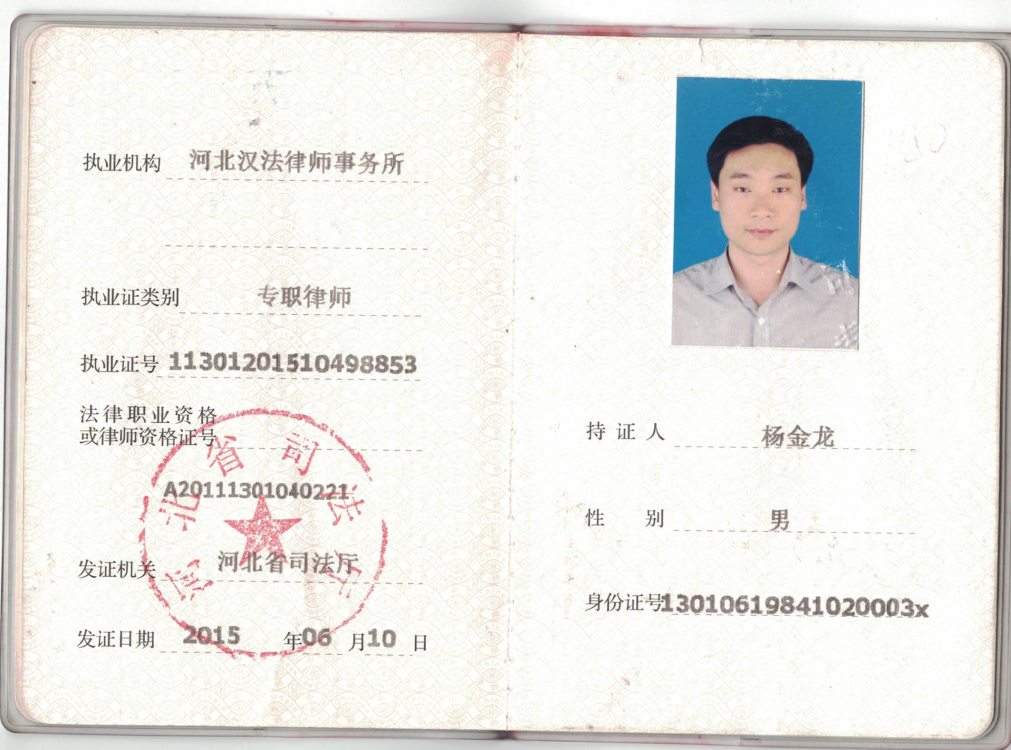 执业机构 河北汉法律师事务所
执业证类别 专职律师
执业证号 11301201510498853
法律职业资格
或律师资格证号
A20111301040221
发证机关 河北省司法厅
发证日期 2015 年 06 月 10 日
河北省司法厅
持证人 杨金龙
性别 男
身份证号 13010619841020003x